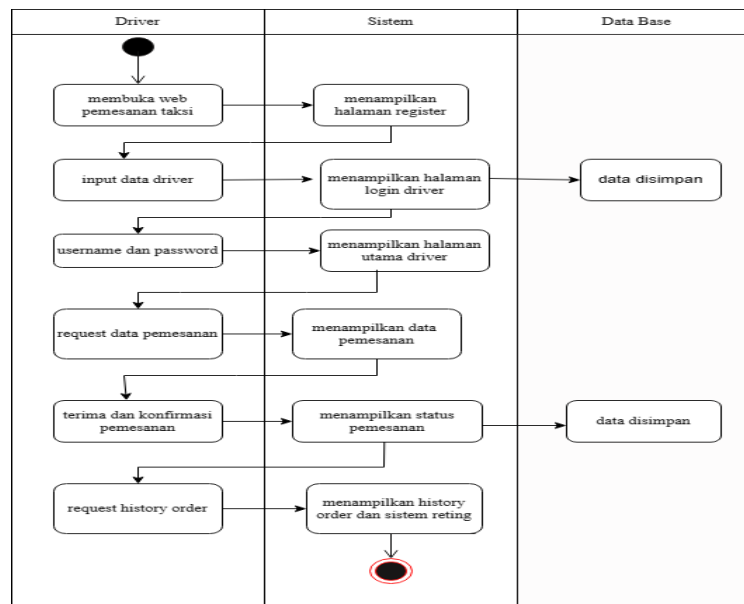 Driver
Sistem
Data Base
membuka web
pemesanan taksi
menampilkan
halaman register
input data driver
menampilkan halaman
login driver
data disimpan
username dan password
menampilkan halaman
utama driver
request data pemesanan
menampilkan data
pemesanan
terima dan konfirmasi
pemesanan
menampilkan status
pemesanan
data disimpan
request history order
menampilkan history
order dan sistem reting